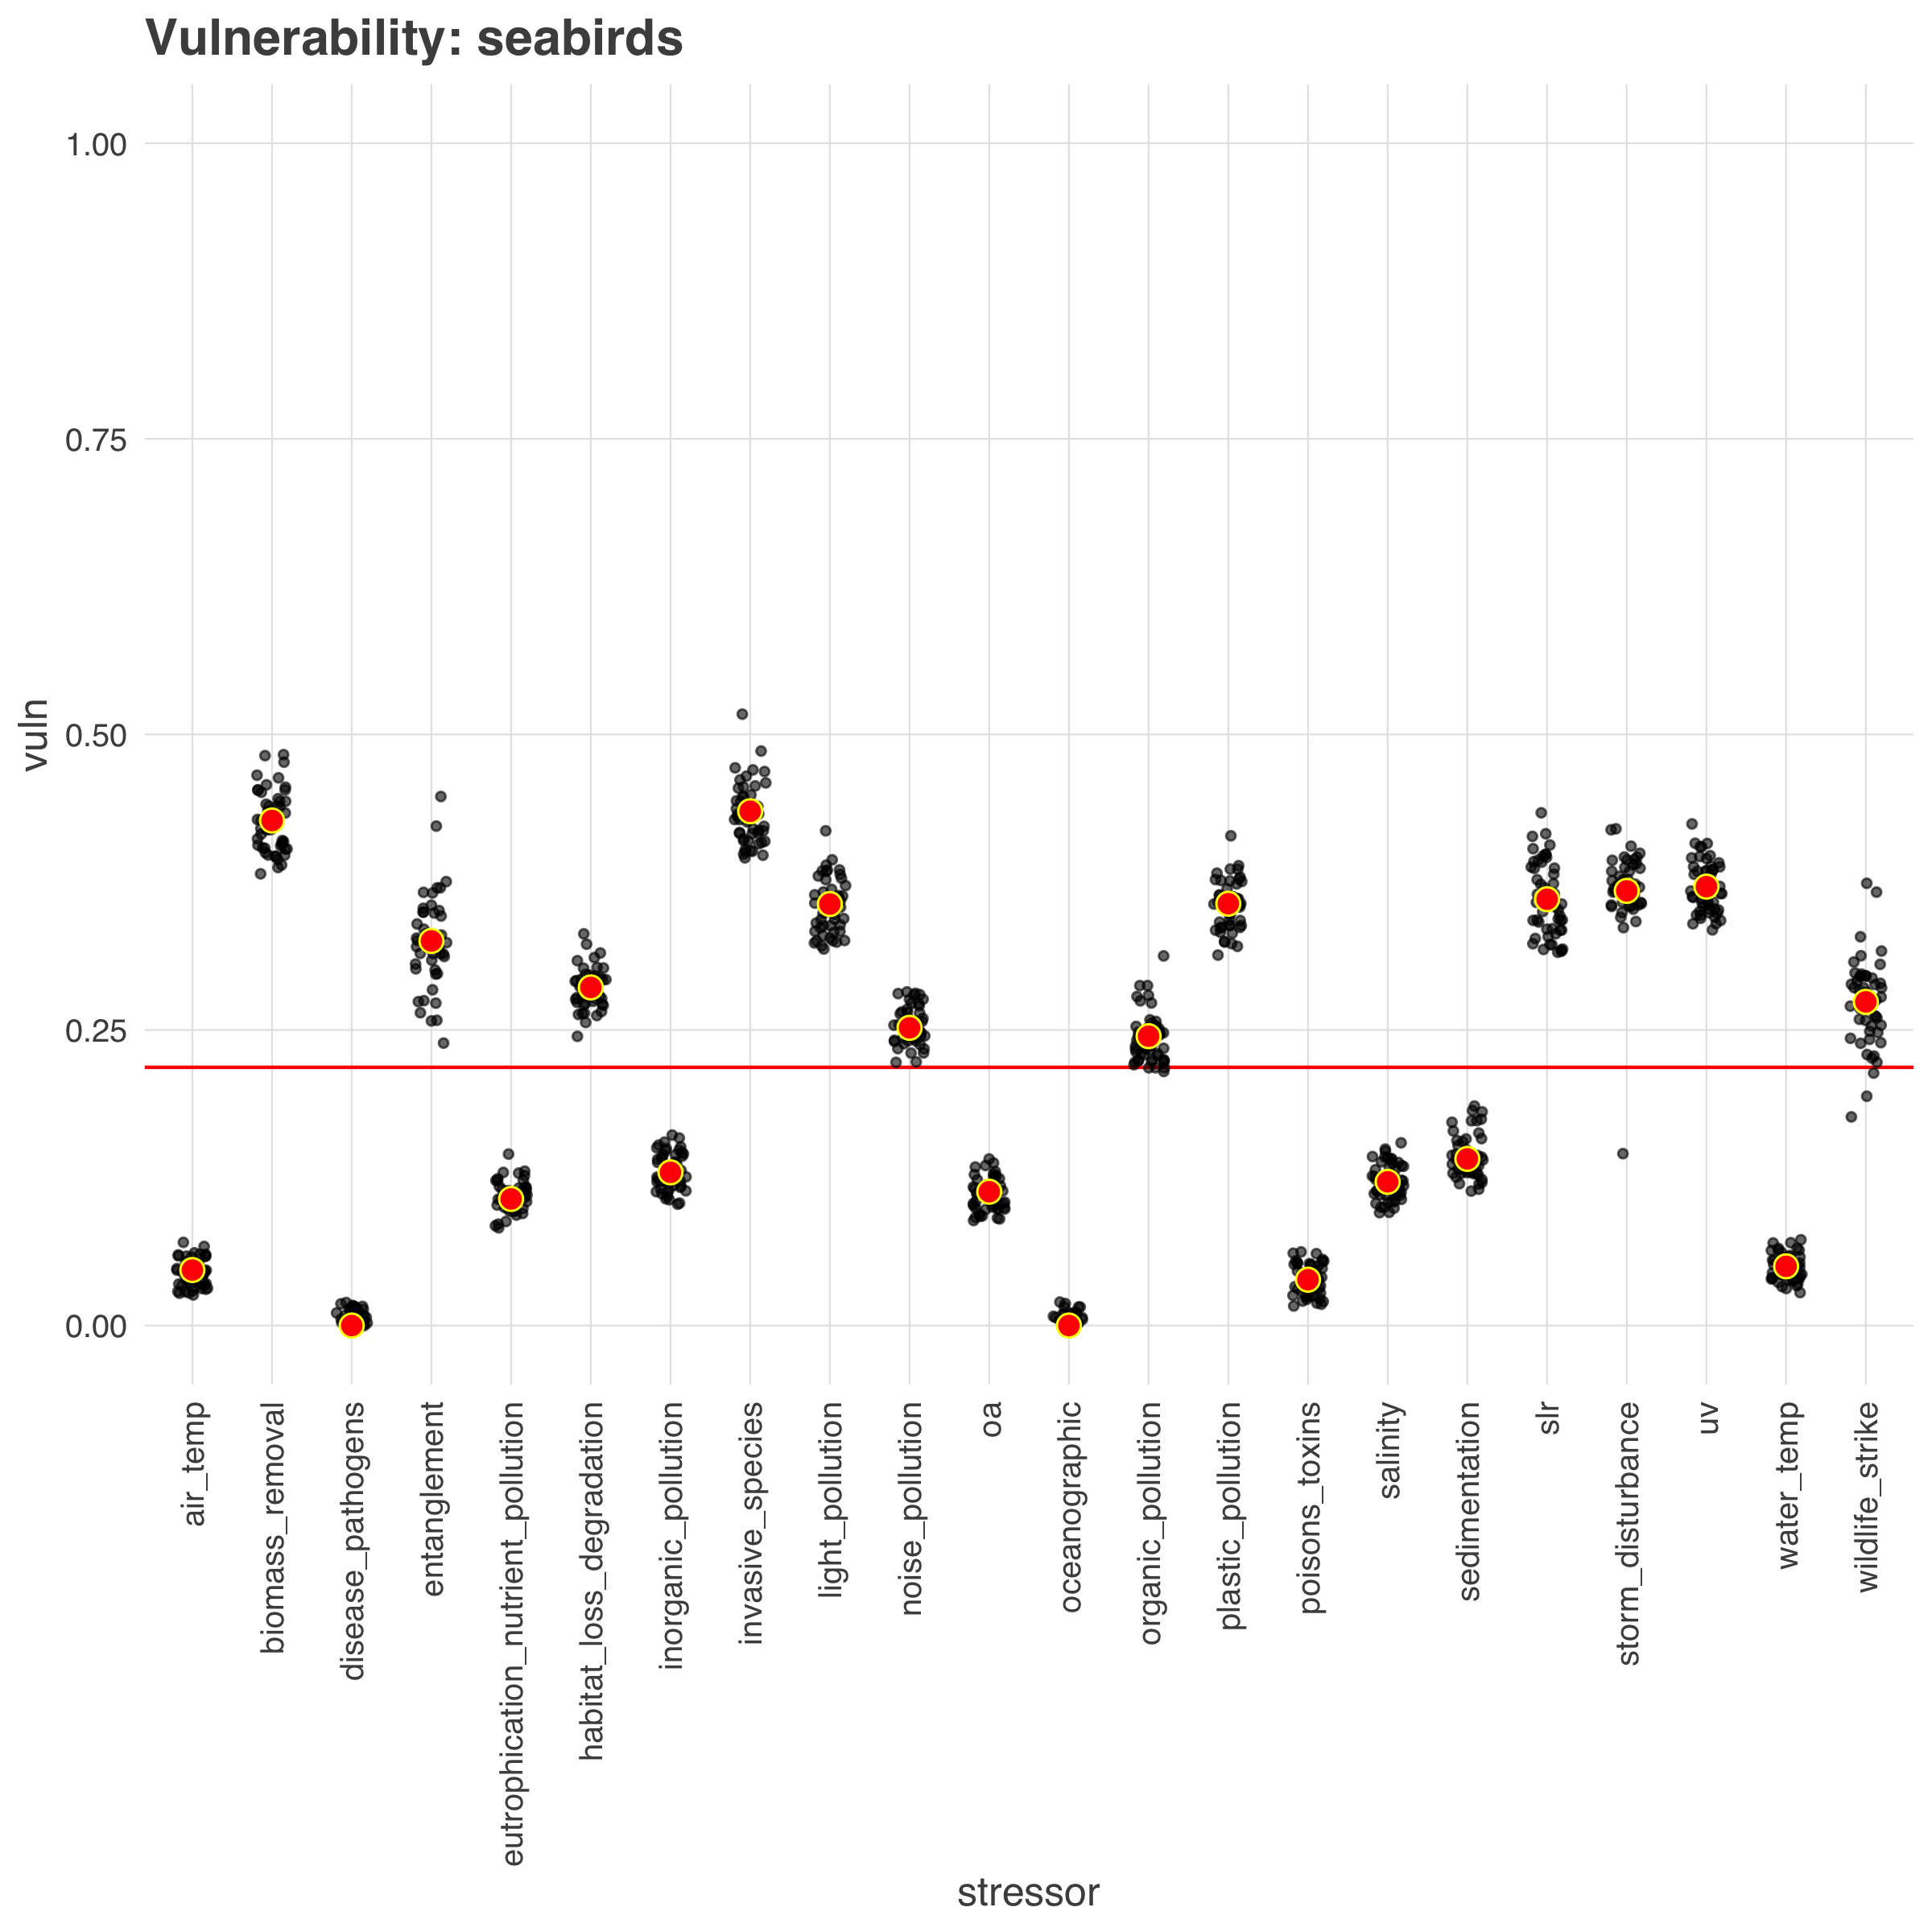 Vulnerability: seabirds
vuln
1.00
0.75
0.50
0.25
0.00
air_temp
biomass_removal
disease_pathogens
entanglement
eutrophication_nutrient_pollution
habitat_loss_degradation
inorganic_pollution
invasive_species
light_pollution
noise_pollution
oa
oceanographic
organic_pollution
plastic_pollution
poisons_toxins
salinity
sedimentation
slr
storm_disturbance
uv
water_temp
wildlife_strike
stressor